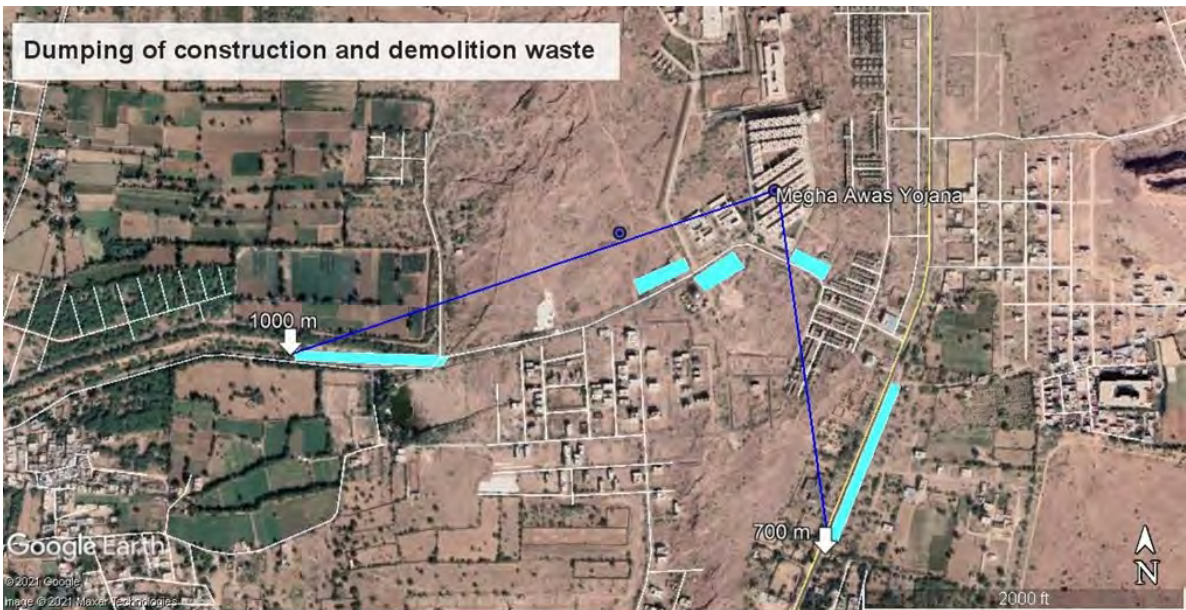 Dumping of construction and demolition waste
Megha Awas Yojana
1000 m
700 m
Google Earth
© 2021 Google
Image © 2021 Maxar Technologies
N
2000 ft